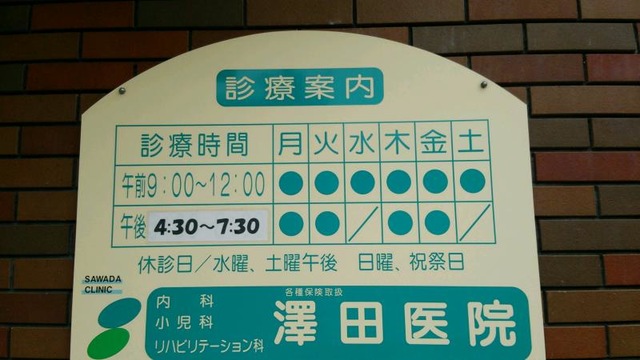 診療案内
診療時間 月 火 水 木 金 土
午前9:00〜12:00 ● ● ● ● ● ●
午後 4:30〜7:30 ● ● ／ ● ● ／
休診日／水曜、土曜午後 日曜、祝祭日
SAWADA
CLINIC
各種保険取扱
内科
小児科
リハビリテーション科
澤田医院